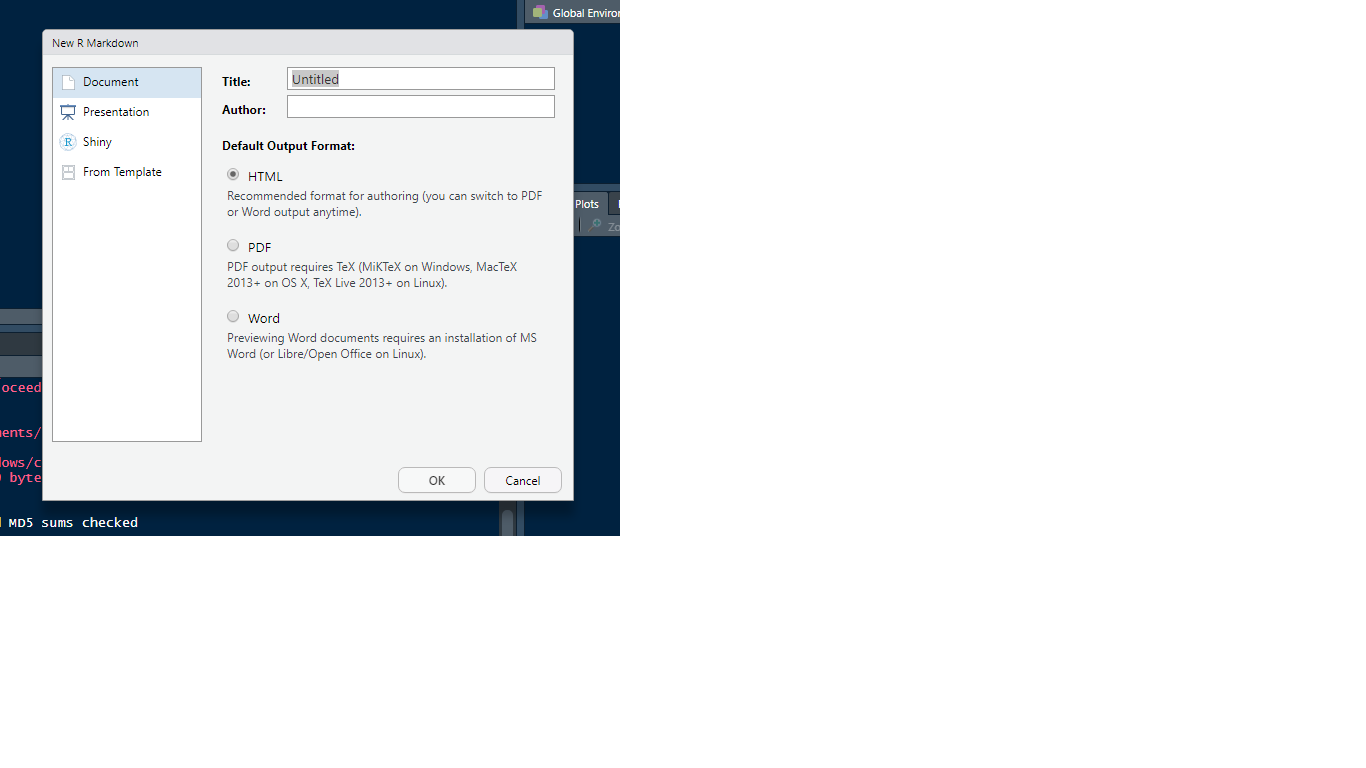 Global Environ
New R Markdown
Document
Presentation
Shiny
From Template
Title:
Untitled
Author:
Default Output Format:
HTML
Recommended format for authoring (you can switch to PDF
or Word output anytime).
PDF
PDF output requires TeX (MiKTeX on Windows, MacTeX
2013+ on OS X, TeX Live 2013+ on Linux).
Word
Previewing Word documents requires an installation of MS
Word (or Libre/Open Office on Linux).
OK
Cancel
Plots
Zo
oceed
ents/
ows/c
byte
MD5 sums checked